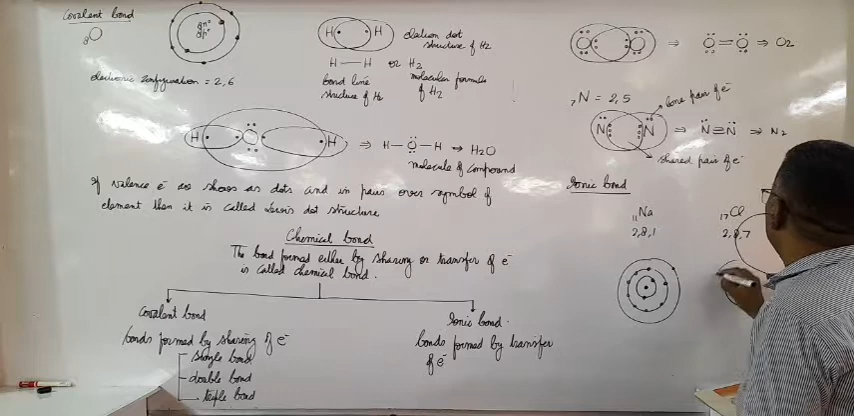 Covalent bond
8O
8n° 8p⁺
electronic configuration = 2, 6
H H
electron dot structure of H2
H — H or H2
bond line structure of H2
molecular formula of H2
H O H ⇒ H—O—H → H2O
molecule of compound
If valence e⁻ are shown as dots and in pairs over symbol of
element then it is called Lewis dot structure
Chemical bond
The bond formed either by sharing or transfer of e⁻
is called chemical bond.
Covalent bond
bonds formed by sharing of e⁻
single bond
double bond
triple bond
Ionic bond.
bonds formed by transfer
of e⁻
O O ⇒ O=O ⇒ O2
7N = 2, 5
lone pair of e⁻
N N ⇒ N≡N ⇒ N2
shared pair of e⁻
Ionic bond
11Na
2,8,1
17Cl
2,8,7